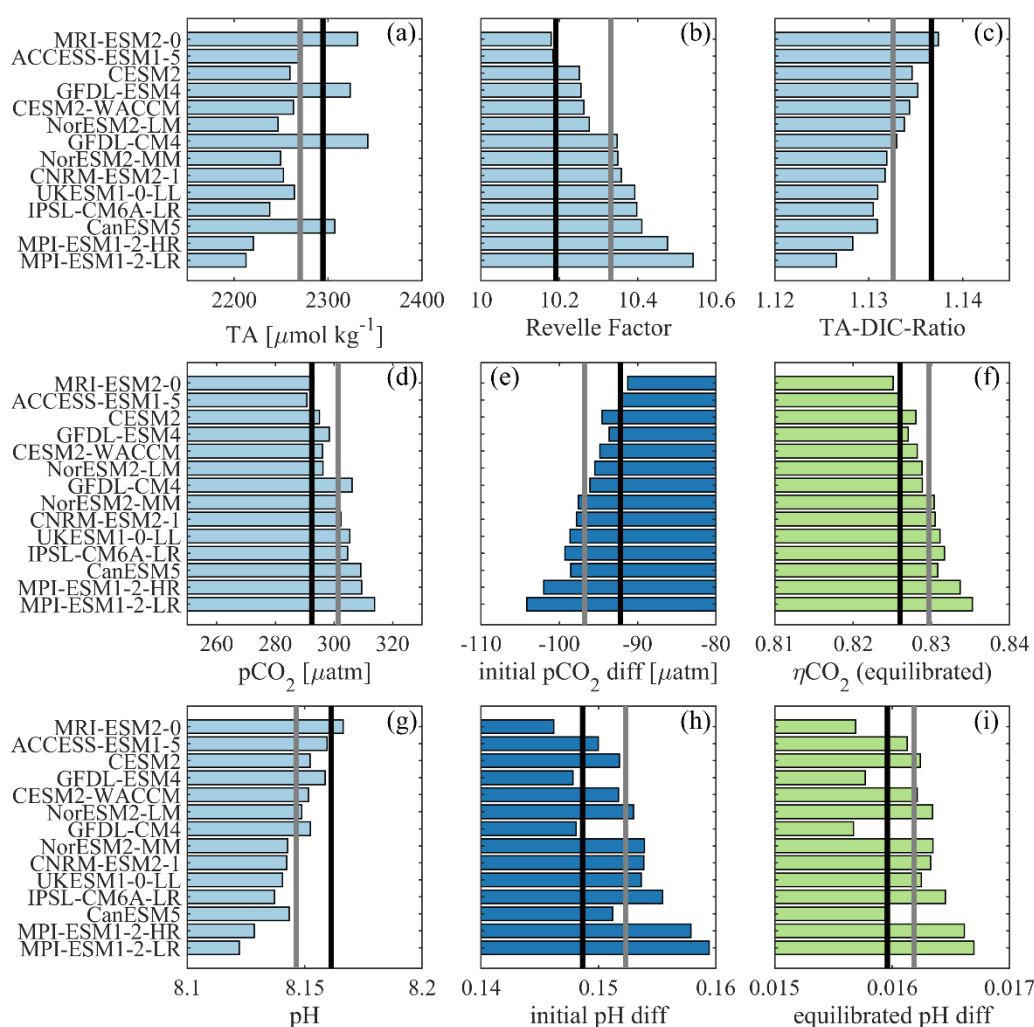 (a) (b) (c)
MRI-ESM2-0
ACCESS-ESM1-5
CESM2
GFDL-ESM4
CESM2-WACCM
NorESM2-LM
GFDL-CM4
NorESM2-MM
CNRM-ESM2-1
UKESM1-0-LL
IPSL-CM6A-LR
CanESM5
MPI-ESM1-2-HR
MPI-ESM1-2-LR
2200 2300 2400 10 10.2 10.4 10.6 1.12 1.13 1.14
TA [μmol kg⁻¹] Revelle Factor TA-DIC-Ratio
(d) (e) (f)
MRI-ESM2-0
ACCESS-ESM1-5
CESM2
GFDL-ESM4
CESM2-WACCM
NorESM2-LM
GFDL-CM4
NorESM2-MM
CNRM-ESM2-1
UKESM1-0-LL
IPSL-CM6A-LR
CanESM5
MPI-ESM1-2-HR
MPI-ESM1-2-LR
260 280 300 320 -110 -100 -90 -80 0.81 0.82 0.83 0.84
pCO₂ [μatm] initial pCO₂ diff [μatm] ηCO₂ (equilibrated)
(g) (h) (i)
MRI-ESM2-0
ACCESS-ESM1-5
CESM2
GFDL-ESM4
CESM2-WACCM
NorESM2-LM
GFDL-CM4
NorESM2-MM
CNRM-ESM2-1
UKESM1-0-LL
IPSL-CM6A-LR
CanESM5
MPI-ESM1-2-HR
MPI-ESM1-2-LR
8.1 8.15 8.2 0.14 0.15 0.16 0.015 0.016 0.017
pH initial pH diff equilibrated pH diff